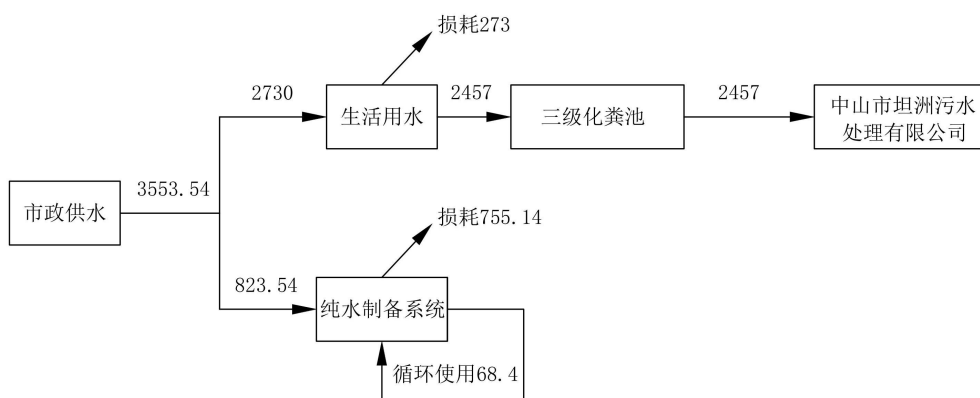 损耗273
2730
生活用水
2457
三级化粪池
2457
中山市坦洲污水
处理有限公司
市政供水
3553.54
损耗755.14
823.54
纯水制备系统
循环使用68.4